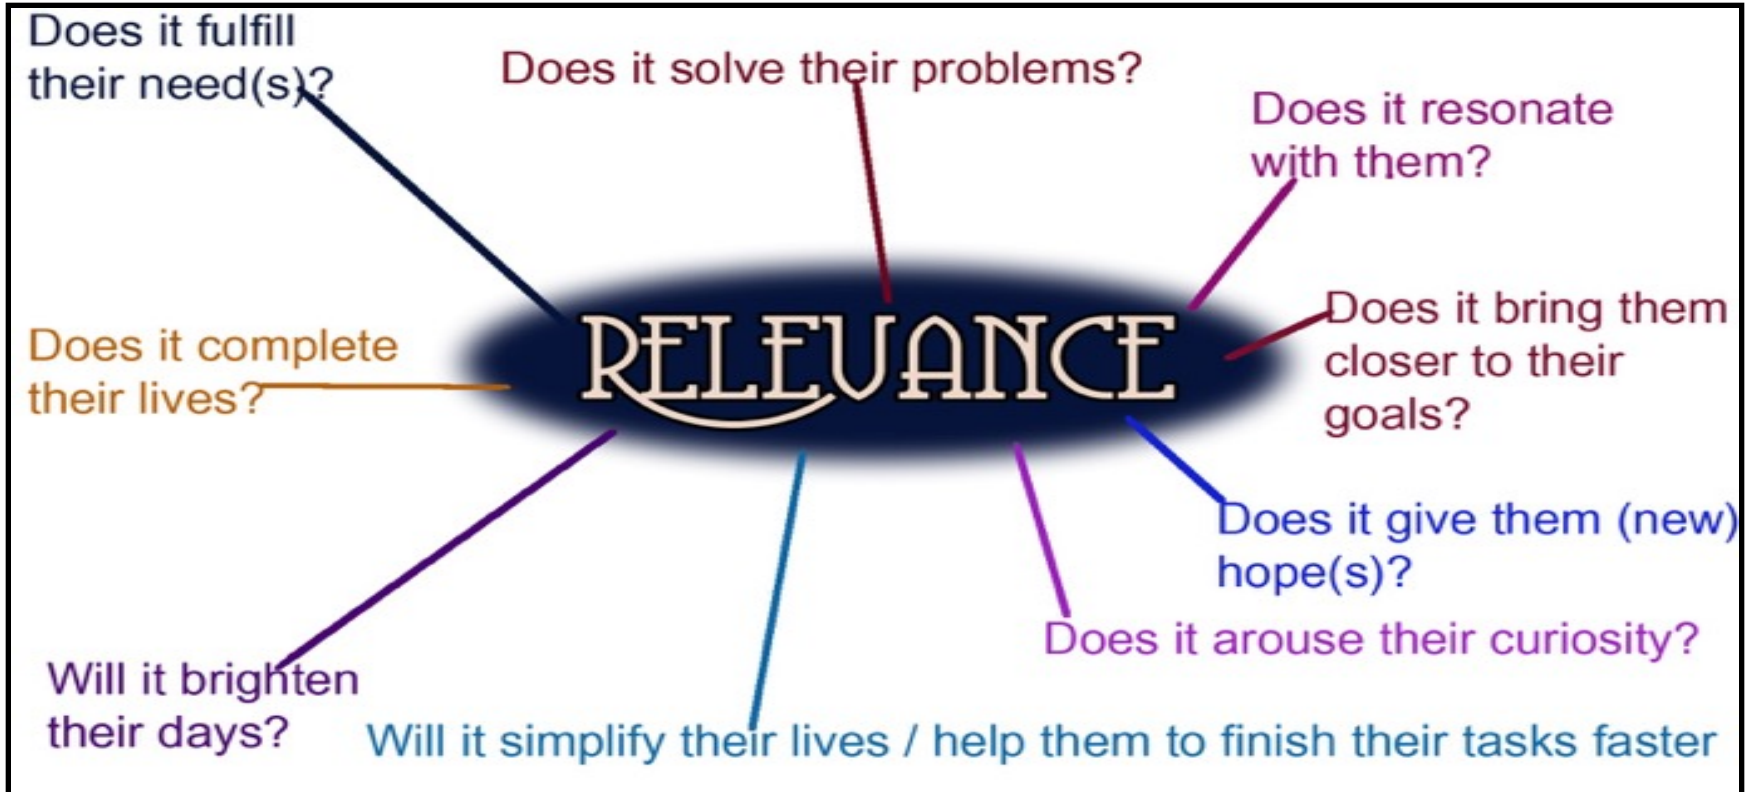 Does it fulfill
their need(s)?
Does it solve their problems?
Does it resonate
with them?
RELEVANCE
Does it bring them
closer to their
goals?
Does it complete
their lives?
Does it give them (new)
hope(s)?
Does it arouse their curiosity?
Will it brighten
their days?
Will it simplify their lives / help them to finish their tasks faster